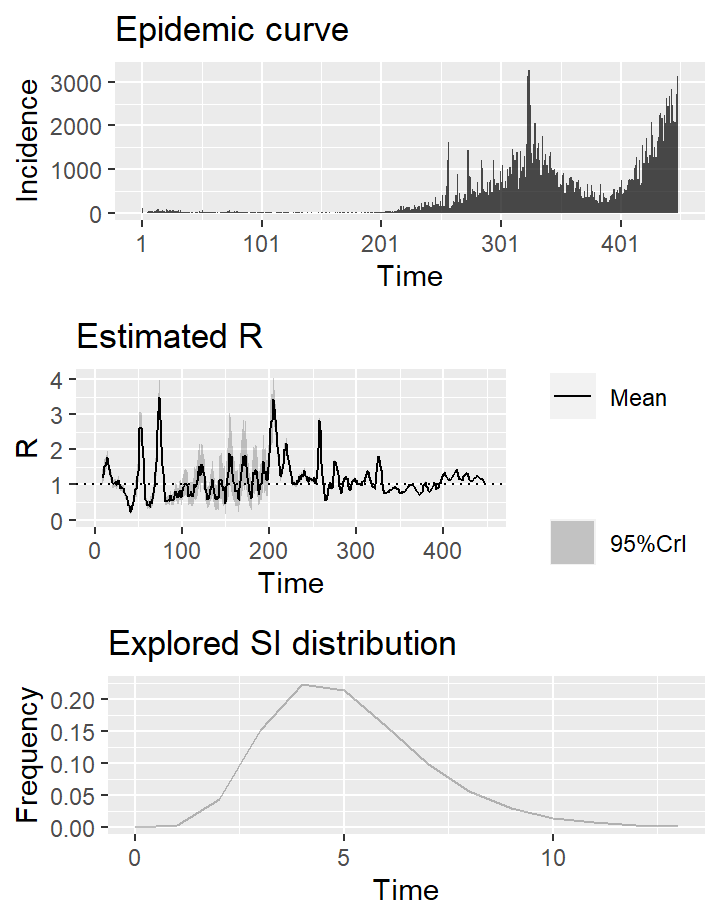 Epidemic curve
Incidence
3000
2000
1000
0
1 101 201 301 401
Time
Estimated R
R
4
3
2
1
0
0 100 200 300 400
Time
Mean
95%CrI
Explored SI distribution
Frequency
0.20
0.15
0.10
0.05
0.00
0 5 10
Time